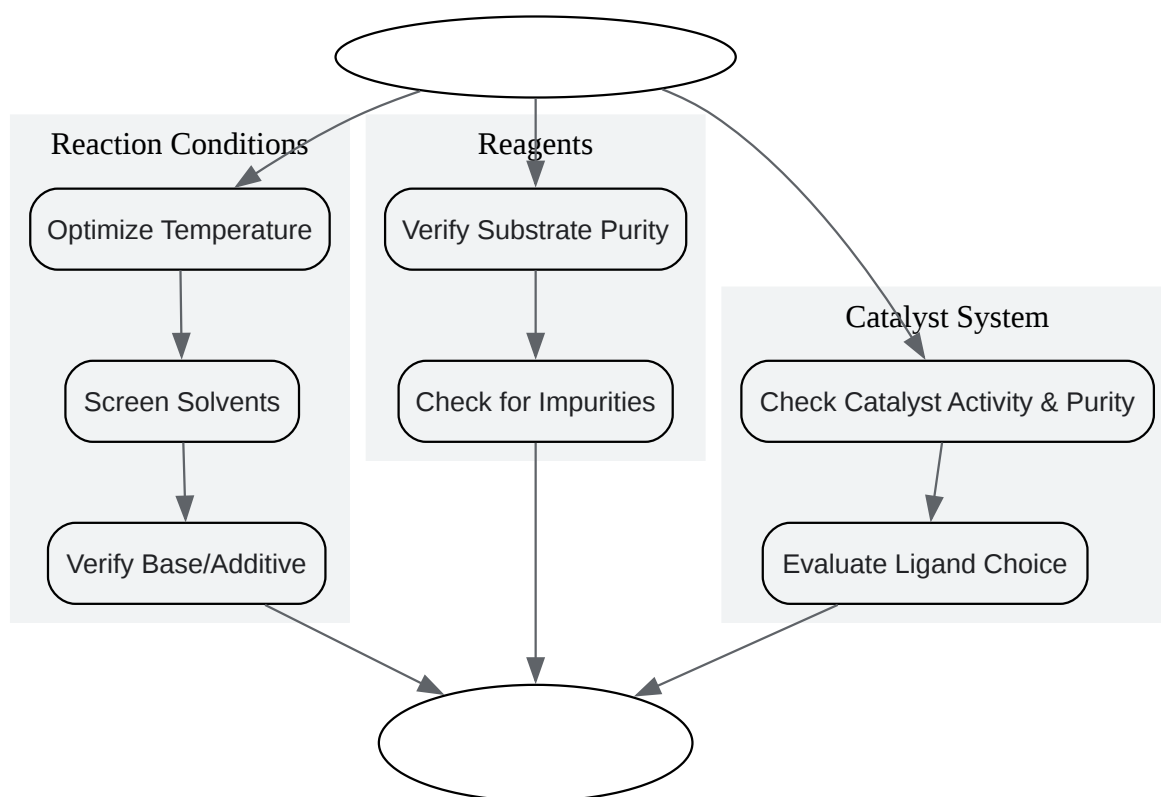 Reaction Conditions
Optimize Temperature
Screen Solvents
Verify Base/Additive
Reagents
Verify Substrate Purity
Check for Impurities
Catalyst System
Check Catalyst Activity & Purity
Evaluate Ligand Choice